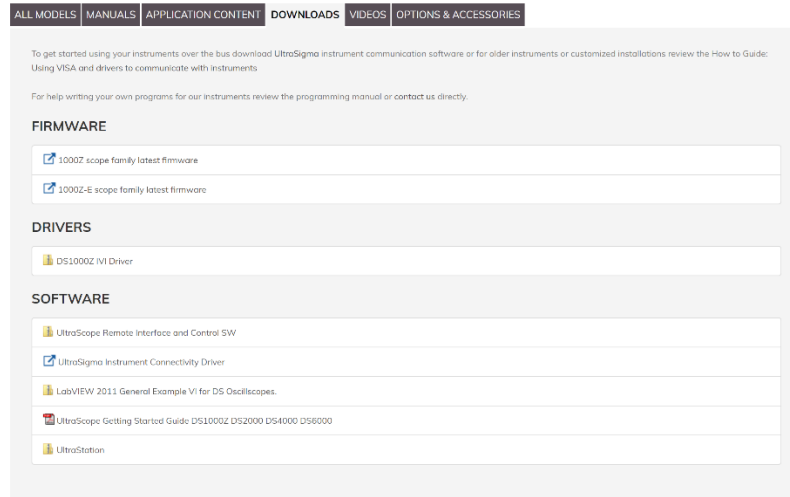 ALL MODELS MANUALS APPLICATION CONTENT DOWNLOADS VIDEOS OPTIONS & ACCESSORIES
To get started using your instruments over the bus download UltraSigma instrument communication software or for older instruments or customized installations review the How to Guide:
Using VISA and drivers to communicate with instruments
For help writing your own programs for our instruments review the programming manual or contact us directly.
FIRMWARE
1000Z scope family latest firmware
1000Z-E scope family latest firmware
DRIVERS
DS1000Z IVI Driver
SOFTWARE
UltraScope Remote Interface and Control SW
UltraSigma Instrument Connectivity Driver
LabVIEW 2011 General Example VI for DS Oscillscopes.
UltraScope Getting Started Guide DS1000Z DS2000 DS4000 DS6000
UltraStation